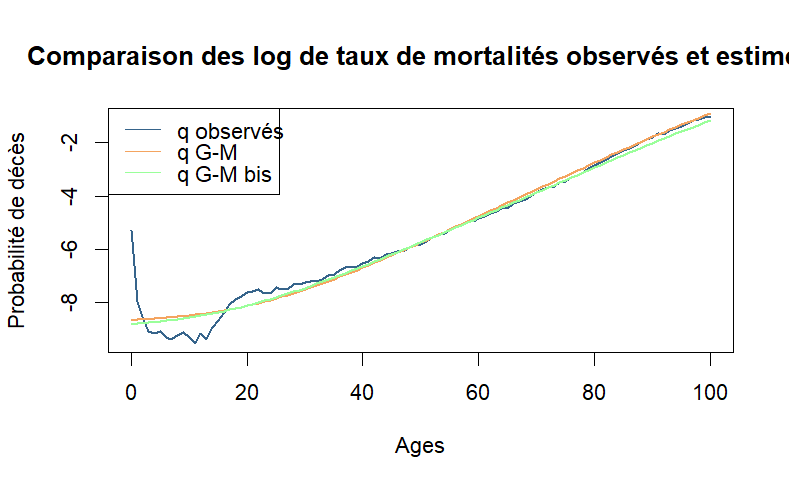 Comparaison des log de taux de mortalités observés et estimé
q observés
q G-M
q G-M bis
Probabilité de décès
-2
-4
-6
-8
0 20 40 60 80 100
Ages